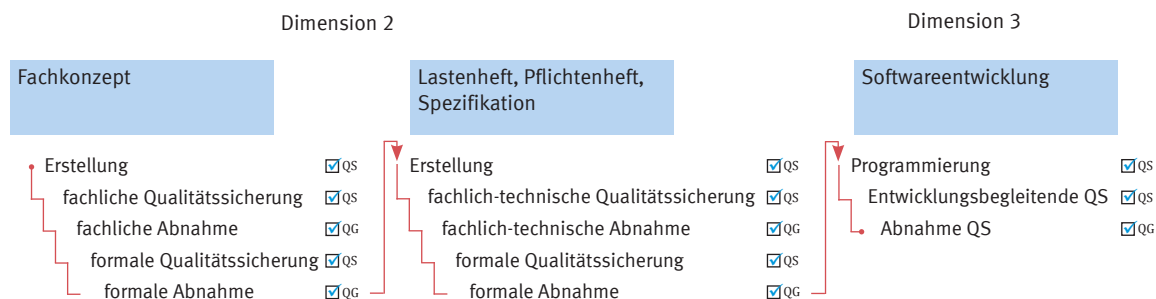 Dimension 2
Dimension 3
Fachkonzept
Lastenheft, Pflichtenheft,
Spezifikation
Softwareentwicklung
Erstellung QS
fachliche Qualitätssicherung QS
fachliche Abnahme QG
formale Qualitätssicherung QS
formale Abnahme QG
Erstellung QS
fachlich-technische Qualitätssicherung QS
fachlich-technische Abnahme QG
formale Qualitätssicherung QS
formale Abnahme QG
Programmierung QS
Entwicklungsbegleitende QS QS
Abnahme QS QG